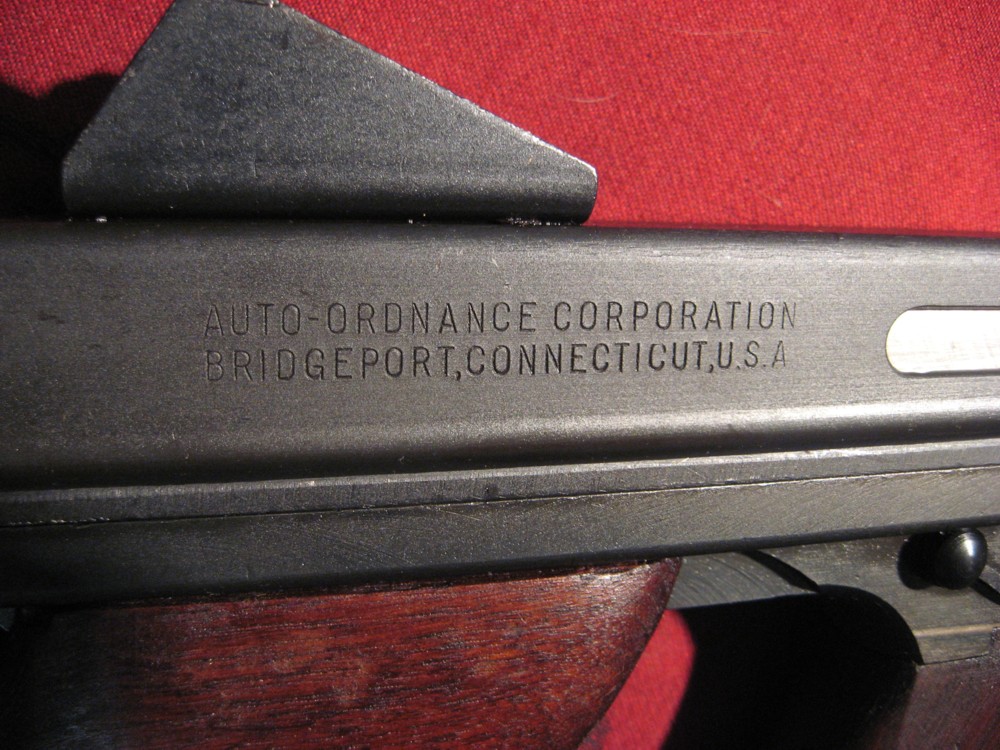 AUTO-ORDNANCE CORPORATION
BRIDGEPORT,CONNECTICUT,U.S.A